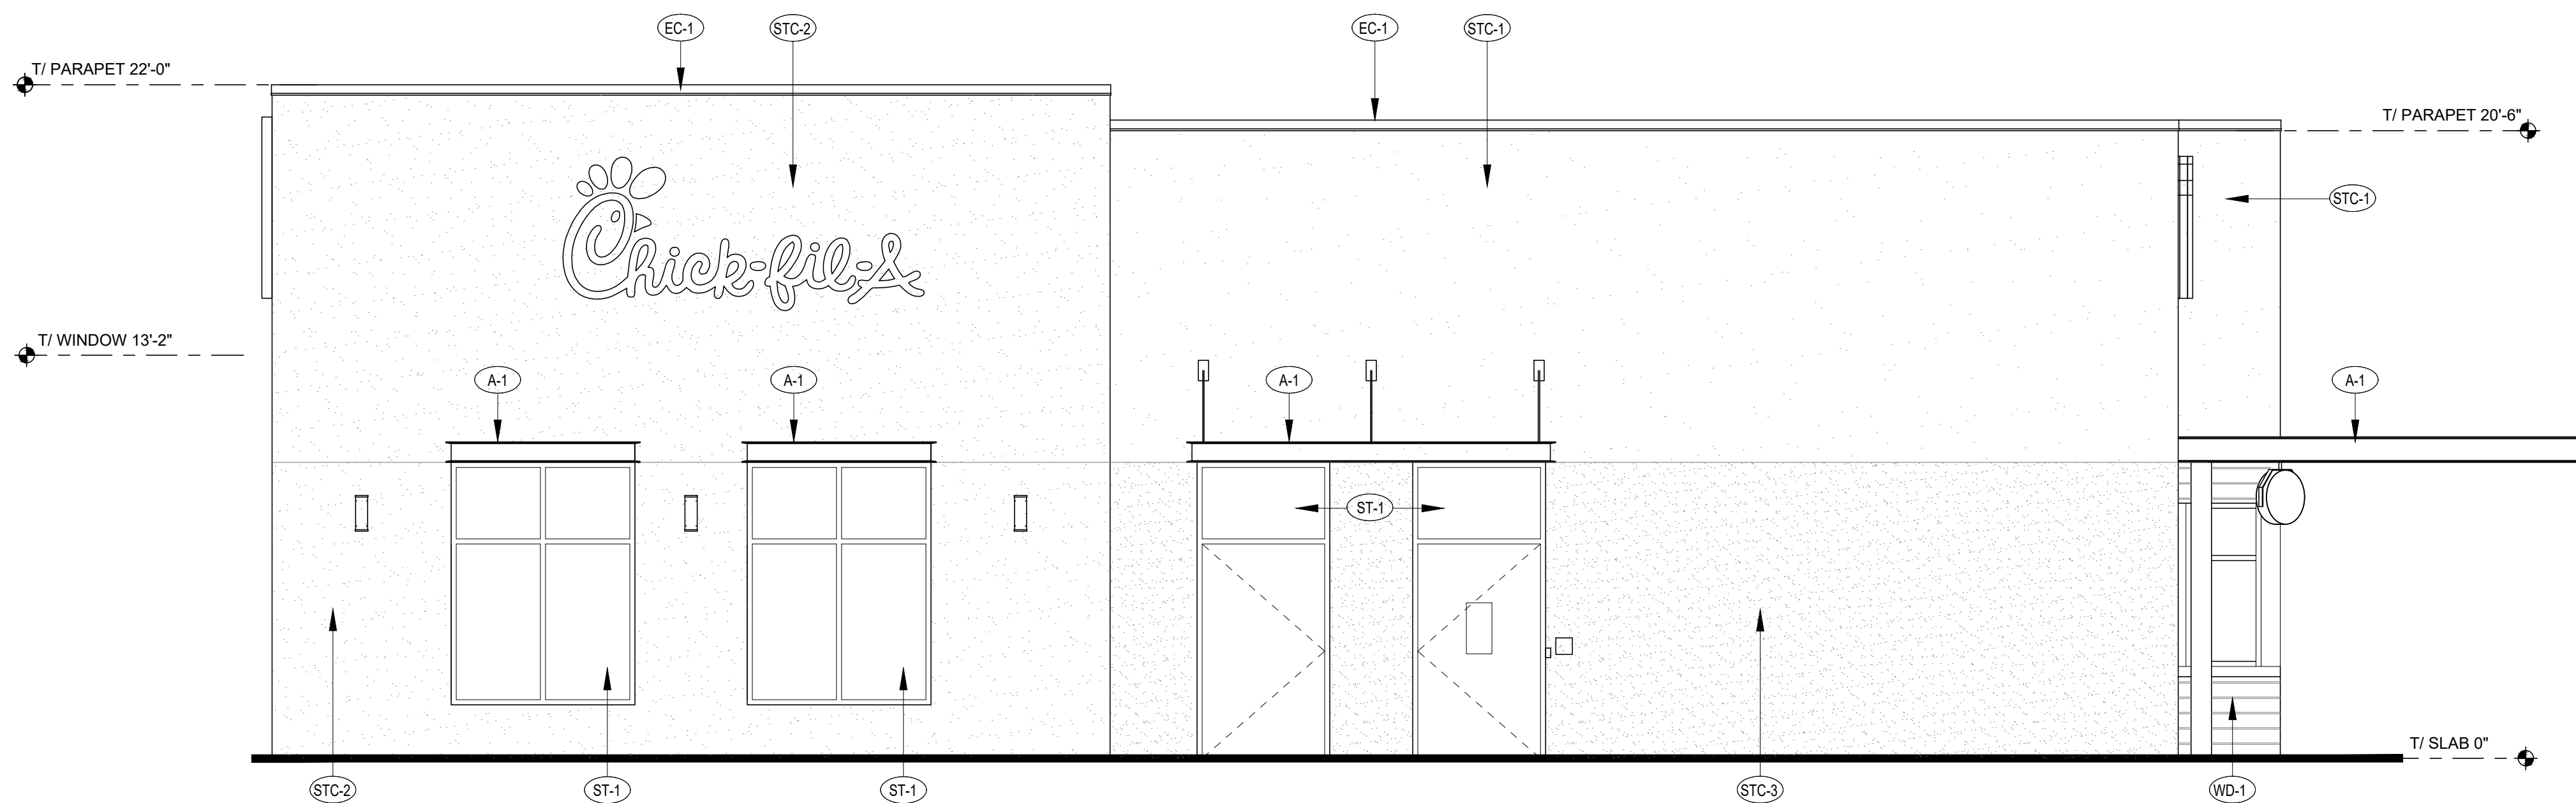 EC-1
STC-2
EC-1
STC-1
T/ PARAPET 22'-0"
T/ PARAPET 20'-6"
STC-1
Chick-fil-A
T/ WINDOW 13'-2"
A-1
A-1
A-1
A-1
ST-1
T/ SLAB 0"
STC-2
ST-1
ST-1
STC-3
WD-1